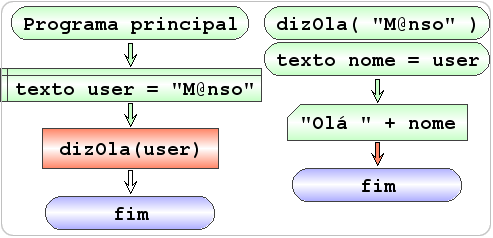 Programa principal
texto user = "M@nso"
dizOla(user)
fim
dizOla( "M@nso" )
texto nome = user
"Olá " + nome
fim